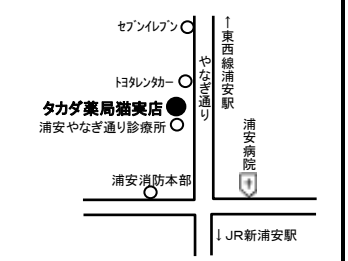 セブンイレブン
↑東西線浦安駅
やなぎ通り
トヨタレンタカー
タカダ薬局猫実店
浦安やなぎ通り診療所
浦安病院
浦安消防本部
↓JR新浦安駅